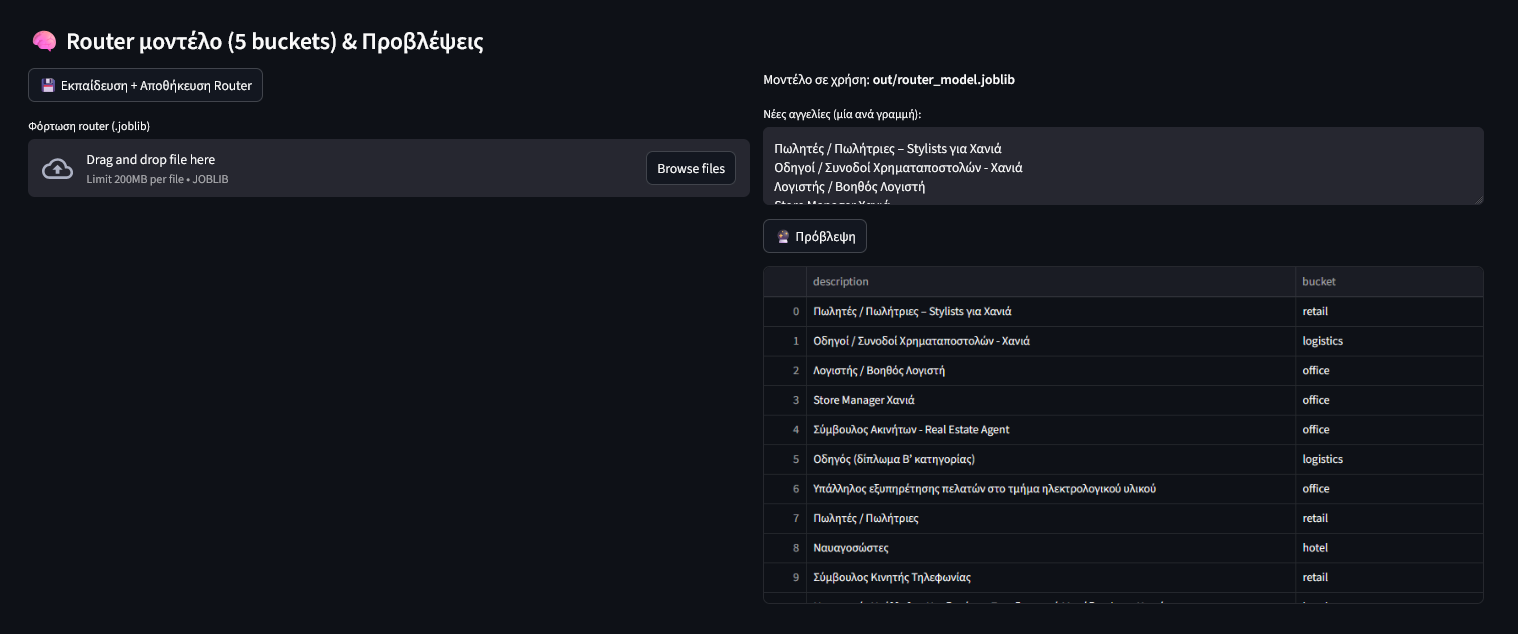 Router μοντέλο (5 buckets) & Προβλέψεις
Εκπαίδευση + Αποθήκευση Router
Φόρτωση router (.joblib)
Drag and drop file here
Limit 200MB per file • JOBLIB
Browse files
Μοντέλο σε χρήση: out/router_model.joblib
Νέες αγγελίες (μία ανά γραμμή):
Πωλητές / Πωλήτριες – Stylists για Χανιά
Οδηγοί / Συνοδοί Χρηματαποστολών - Χανιά
Λογιστής / Βοηθός Λογιστή
Store Manager Χανιά
Πρόβλεψη
description bucket
0 Πωλητές / Πωλήτριες – Stylists για Χανιά retail
1 Οδηγοί / Συνοδοί Χρηματαποστολών - Χανιά logistics
2 Λογιστής / Βοηθός Λογιστή office
3 Store Manager Χανιά office
4 Σύμβουλος Ακινήτων - Real Estate Agent office
5 Οδηγός (δίπλωμα Β’ κατηγορίας) logistics
6 Υπάλληλος εξυπηρέτησης πελατών στο τμήμα ηλεκτρολογικού υλικού office
7 Πωλητές / Πωλήτριες retail
8 Ναυαγοσώστες hotel
9 Σύμβουλος Κινητής Τηλεφωνίας retail